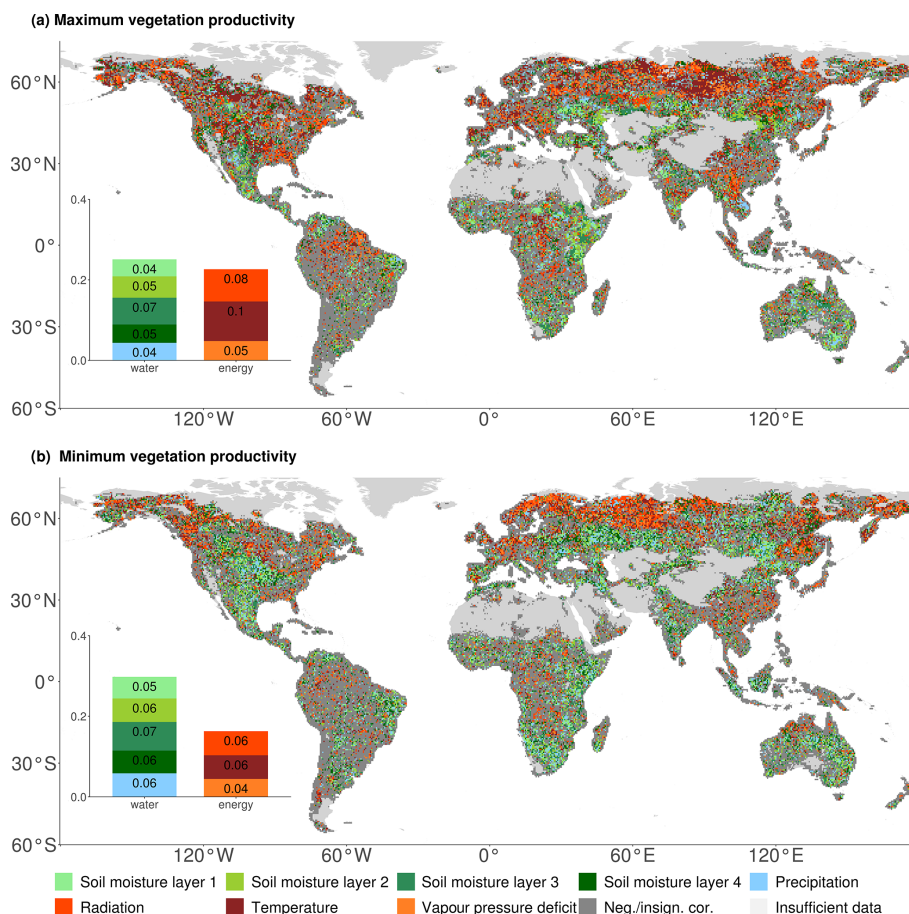 (a) Maximum vegetation productivity
60°N
30°N
0°
30°S
60°S
0.4
0.2
0.0
0.04
0.05
0.07
0.05
0.04
0.08
0.1
0.05
water energy
120°W 60°W 0° 60°E 120°E
(b) Minimum vegetation productivity
60°N
30°N
0°
30°S
60°S
0.4
0.2
0.0
0.05
0.06
0.07
0.06
0.06
0.06
0.06
0.04
water energy
120°W 60°W 0° 60°E 120°E
Soil moisture layer 1 Soil moisture layer 2 Soil moisture layer 3 Soil moisture layer 4 Precipitation
Radiation Temperature Vapour pressure deficit Neg./insign. cor. Insufficient data